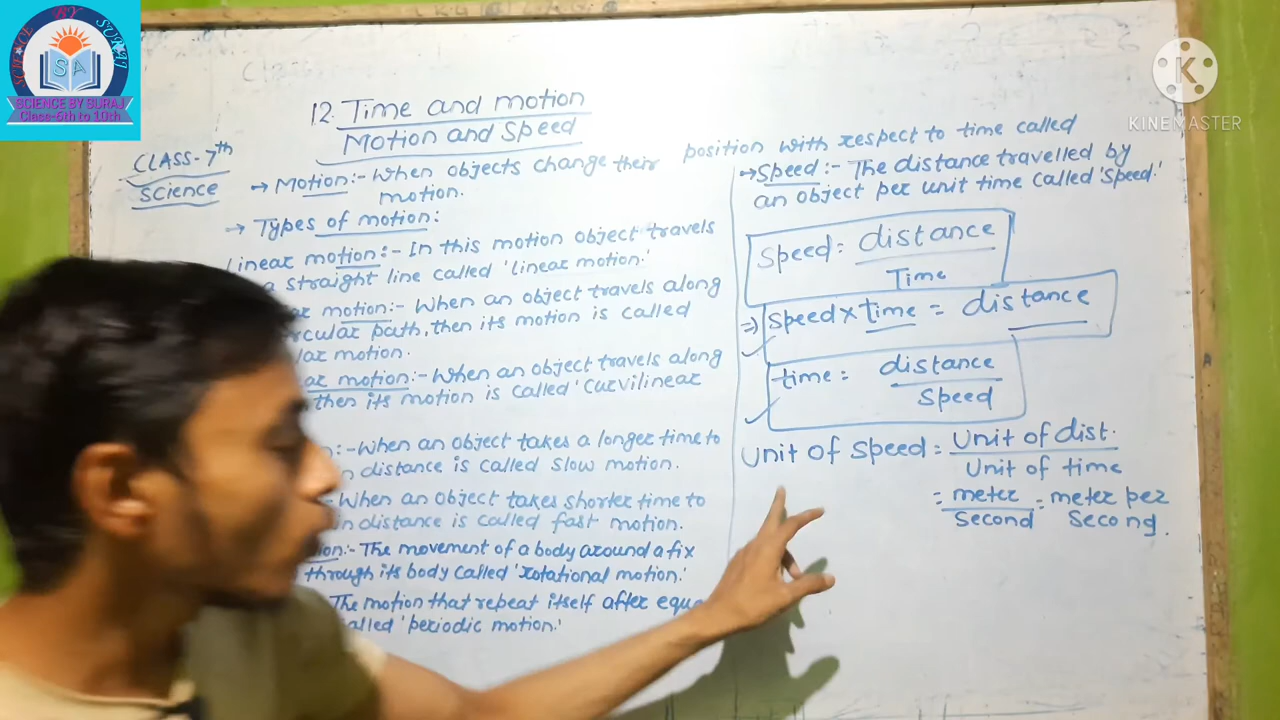 SCIENCE BY SURAJ
SA
SCIENCE BY SURAJ
Class-6th to 10th
KINEMASTER
12. Time and motion
Motion and Speed
CLASS-7th
Science
→ Motion:- When objects change their position with respect to time called
motion.
→ Types of motion:
Linear motion:- In this motion object travels
a straight line called 'linear motion.'
ar motion:- When an object travels along
rcular path, then its motion is called
lar motion.
ar motion:- When an object travels along
then its motion is called 'curvilinear
n:- When an object takes a longer time to
n distance is called slow motion.
- When an object takes shorter time to
in distance is called fast motion.
ion:- The movement of a body around a fix
through its body called 'rotational motion.'
The motion that repeat itself after equa
called 'periodic motion.'
→ Speed:- The distance travelled by
an object per unit time called 'Speed.'
Speed = distance
Time
=> Speed x time = distance
time = distance
Speed
Unit of Speed = Unit of dist.
Unit of time
= meter = meter per
Second Second.